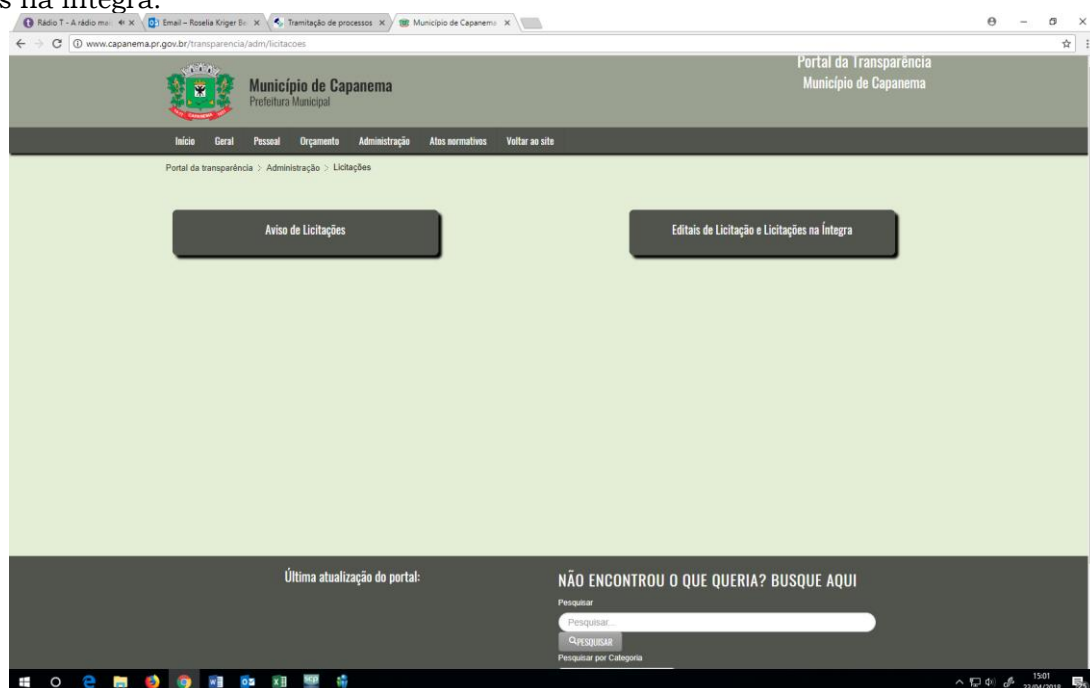 s na íntegra.
Rádio T - A rádio mai
Email – Roselia Kriger Be
Tramitação de processos
Município de Capanema
www.capanema.pr.gov.br/transparencia/adm/licitacoes
Portal da Transparência
Município de Capanema
Município de Capanema
Prefeitura Municipal
CAPANEMA
Início Geral Pessoal Orçamento Administração Atos normativos Voltar ao site
Portal da transparência > Administração > Licitações
Aviso de Licitações
Editais de Licitação e Licitações na Íntegra
Última atualização do portal:
NÃO ENCONTROU O QUE QUERIA? BUSQUE AQUI
Pesquisar
Pesquisar...
PESQUISAR
Pesquisar por Categoria
15:01